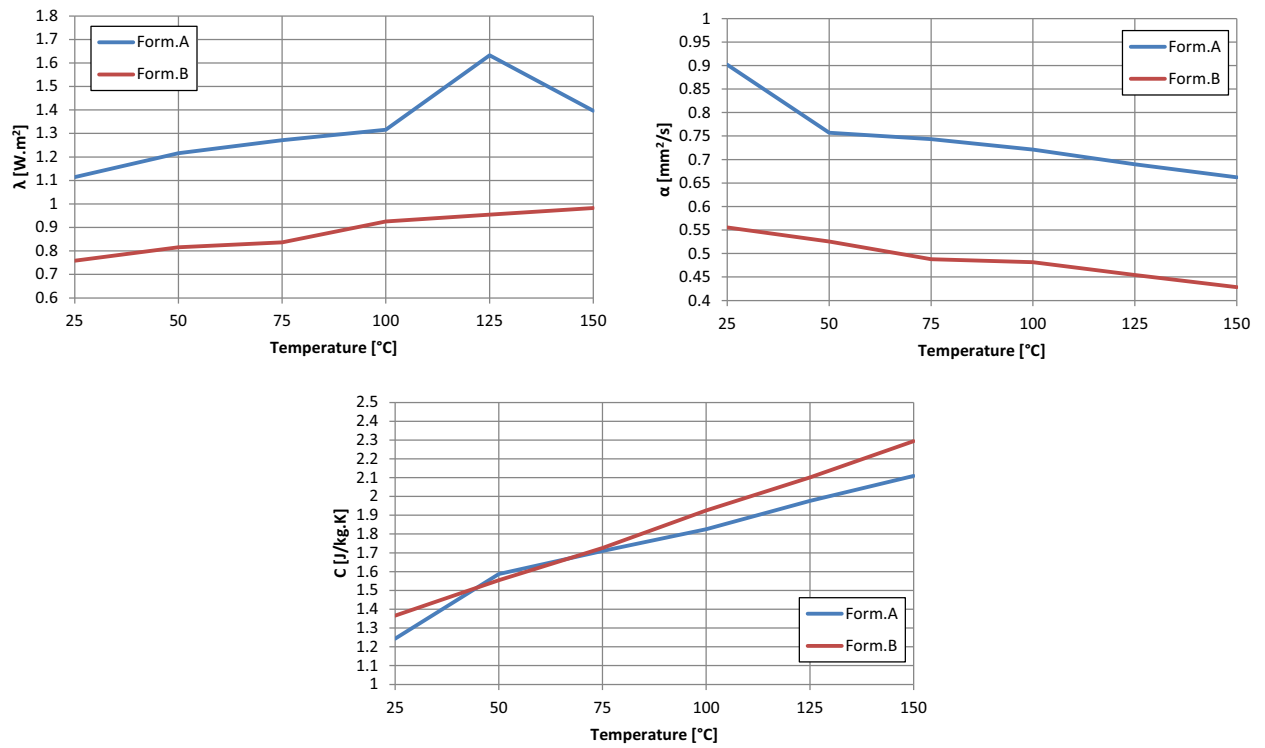 λ [W.m²]
1.8
1.7
1.6
1.5
1.4
1.3
1.2
1.1
1
0.9
0.8
0.7
0.6
Form.A
Form.B
25 50 75 100 125 150
Temperature [°C]
α [mm²/s]
1
0.95
0.9
0.85
0.8
0.75
0.7
0.65
0.6
0.55
0.5
0.45
0.4
Form.A
Form.B
25 50 75 100 125 150
Temperature [°C]
C [J/kg.K]
2.5
2.4
2.3
2.2
2.1
2
1.9
1.8
1.7
1.6
1.5
1.4
1.3
1.2
1.1
1
Form.A
Form.B
25 50 75 100 125 150
Temperature [°C]